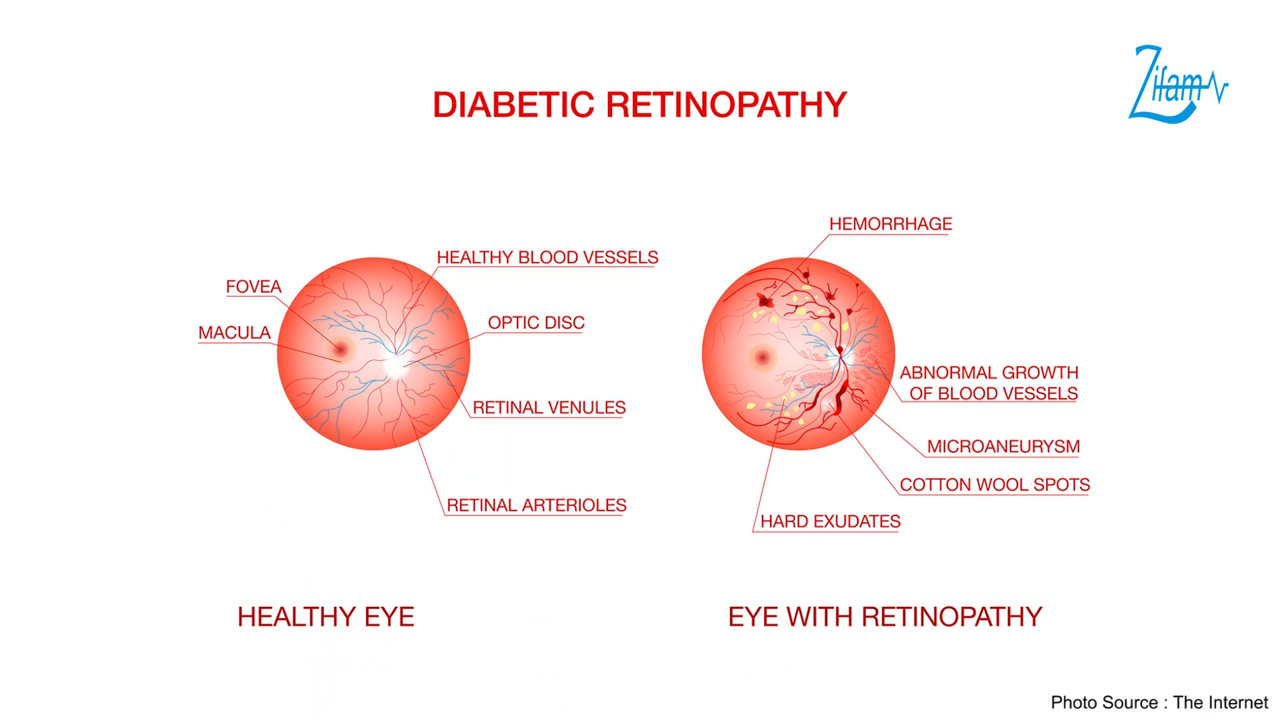 Zifam
DIABETIC RETINOPATHY
HEMORRHAGE
HEALTHY BLOOD VESSELS
FOVEA
OPTIC DISC
MACULA
ABNORMAL GROWTH
OF BLOOD VESSELS
RETINAL VENULES
MICROANEURYSM
COTTON WOOL SPOTS
RETINAL ARTERIOLES
HARD EXUDATES
HEALTHY EYE
EYE WITH RETINOPATHY
Photo Source : The Internet